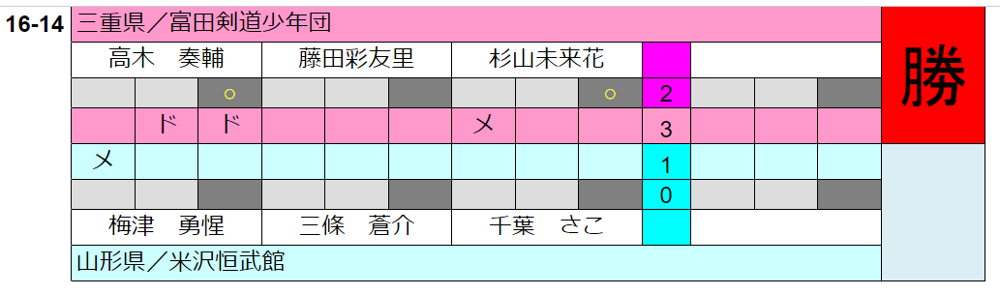 16-14 三重県／富田剣道少年団
高木　奏輔 藤田彩友里 杉山未来花
勝
○ ○ 2
ド ド メ 3
メ 1
0
梅津　勇惺 三條　蒼介 千葉　さこ
山形県／米沢恒武館